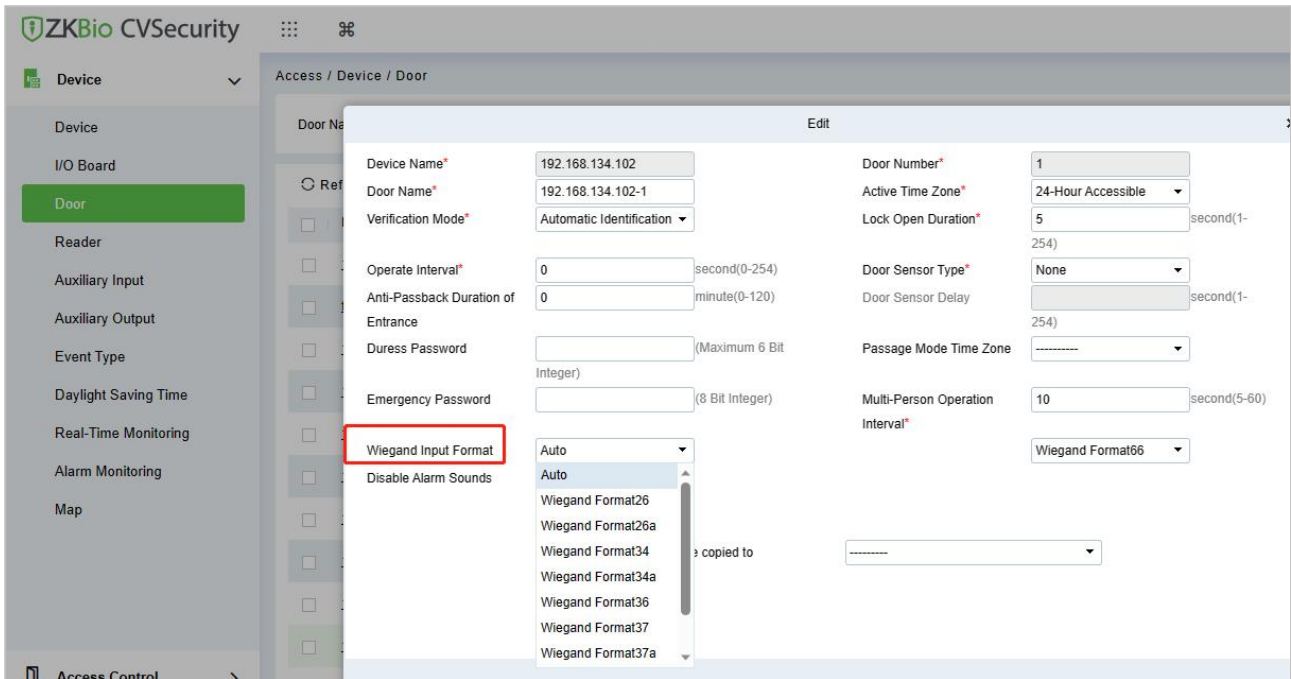 ZKBio CVSecurity
Access / Device / Door
Device
Device
I/O Board
Door
Reader
Auxiliary Input
Auxiliary Output
Event Type
Daylight Saving Time
Real-Time Monitoring
Alarm Monitoring
Map
Access Control
Door Na
Ref
Edit
Device Name* 192.168.134.102 Door Number* 1
Door Name* 192.168.134.102-1 Active Time Zone* 24-Hour Accessible
Verification Mode* Automatic Identification Lock Open Duration* 5 second(1-
254)
Operate Interval* 0 second(0-254) Door Sensor Type* None
Anti-Passback Duration of 0 minute(0-120) Door Sensor Delay second(1-
Entrance 254)
Duress Password (Maximum 6 Bit Passage Mode Time Zone ----------
Integer)
Emergency Password (8 Bit Integer) Multi-Person Operation 10 second(5-60)
Interval*
Wiegand Input Format Auto Wiegand Format66
Disable Alarm Sounds Auto
Wiegand Format26
Wiegand Format26a
Wiegand Format34 copied to ---------
Wiegand Format34a
Wiegand Format36
Wiegand Format37
Wiegand Format37a